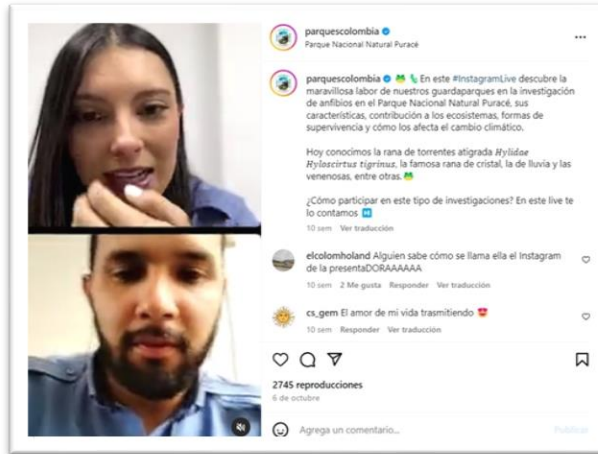 parquescolombia
Parque Nacional Natural Puracé
parquescolombia 🐸 🦎 En este #InstagramLive descubre la
maravillosa labor de nuestros guardaparques en la investigación
de anfibios en el Parque Nacional Natural Puracé, sus
características, contribución a los ecosistemas, formas de
supervivencia y cómo los afecta el cambio climático.
Hoy conocimos la rana de torrentes atigrada Hylidae
Hyloscirtus tigrinus, la famosa rana de cristal, la de lluvia y las
venenosas, entre otras. 🐸
¿Cómo participar en este tipo de investigaciones? En este live te
lo contamos
10 sem Ver traducción
elcolomholand Alguien sabe cómo se llama ella el Instagram
de la presentaDORAAAAAA
10 sem 2 Me gusta Responder Ver traducción
cs_gem El amor de mi vida trasmitiendo 😍
10 sem Responder Ver traducción
2745 reproducciones
6 de octubre
Agrega un comentario... Publicar